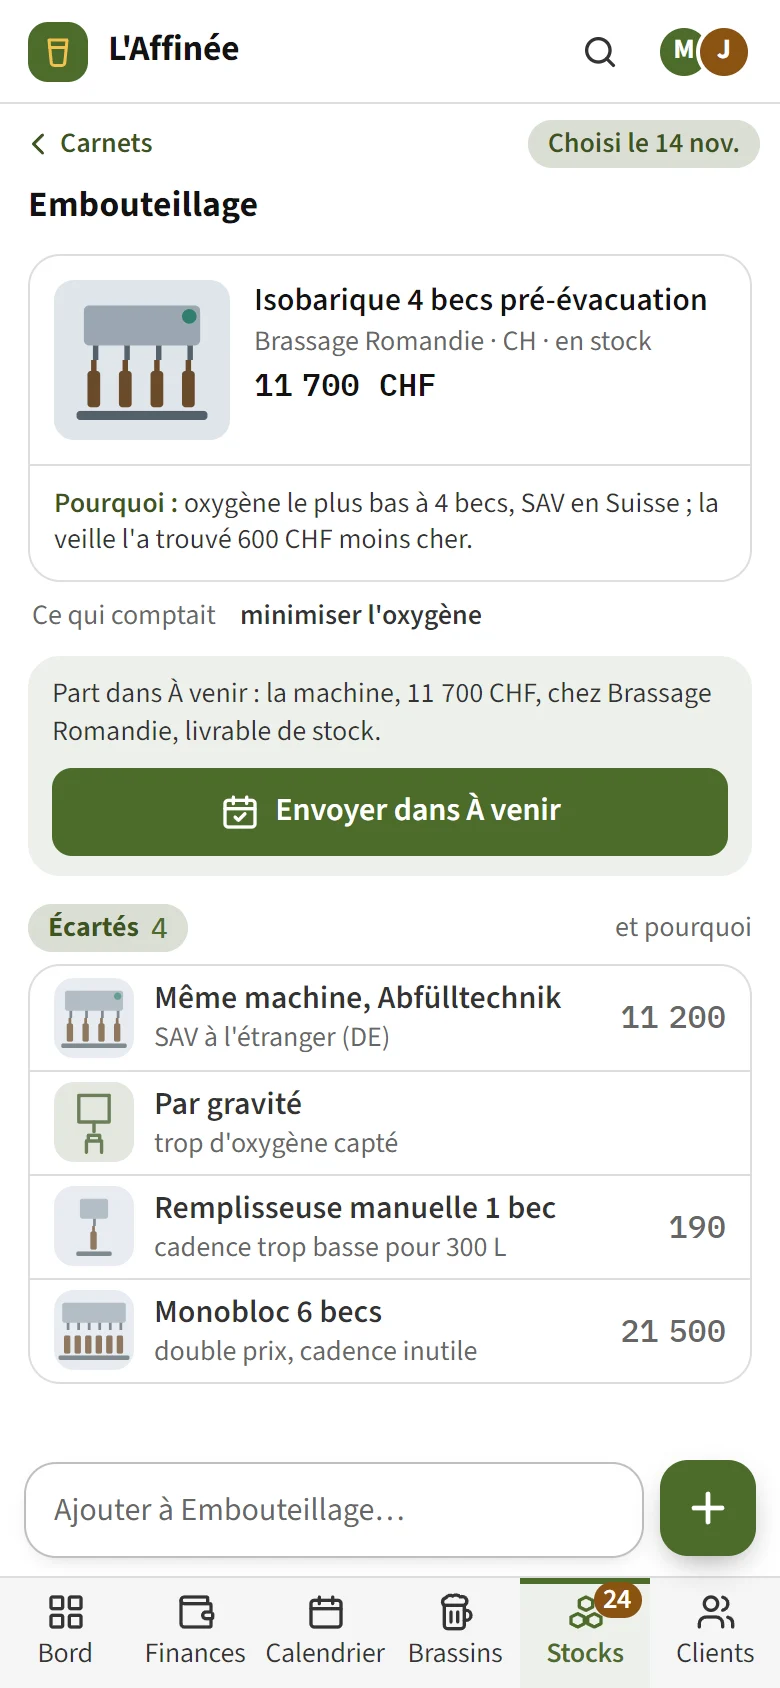 L'Affinée
M J
Carnets
Choisi le 14 nov.
Embouteillage
Isobarique 4 becs pré-évacuation
Brassage Romandie · CH · en stock
11 700 CHF
Pourquoi : oxygène le plus bas à 4 becs, SAV en Suisse ; la
veille l'a trouvé 600 CHF moins cher.
Ce qui comptait minimiser l'oxygène
Part dans À venir : la machine, 11 700 CHF, chez Brassage
Romandie, livrable de stock.
Envoyer dans À venir
Écartés 4
et pourquoi
Même machine, Abfülltechnik
SAV à l'étranger (DE)
11 200
Par gravité
trop d'oxygène capté
Remplisseuse manuelle 1 bec
cadence trop basse pour 300 L
190
Monobloc 6 becs
double prix, cadence inutile
21 500
Ajouter à Embouteillage…
24
Bord Finances Calendrier Brassins Stocks Clients